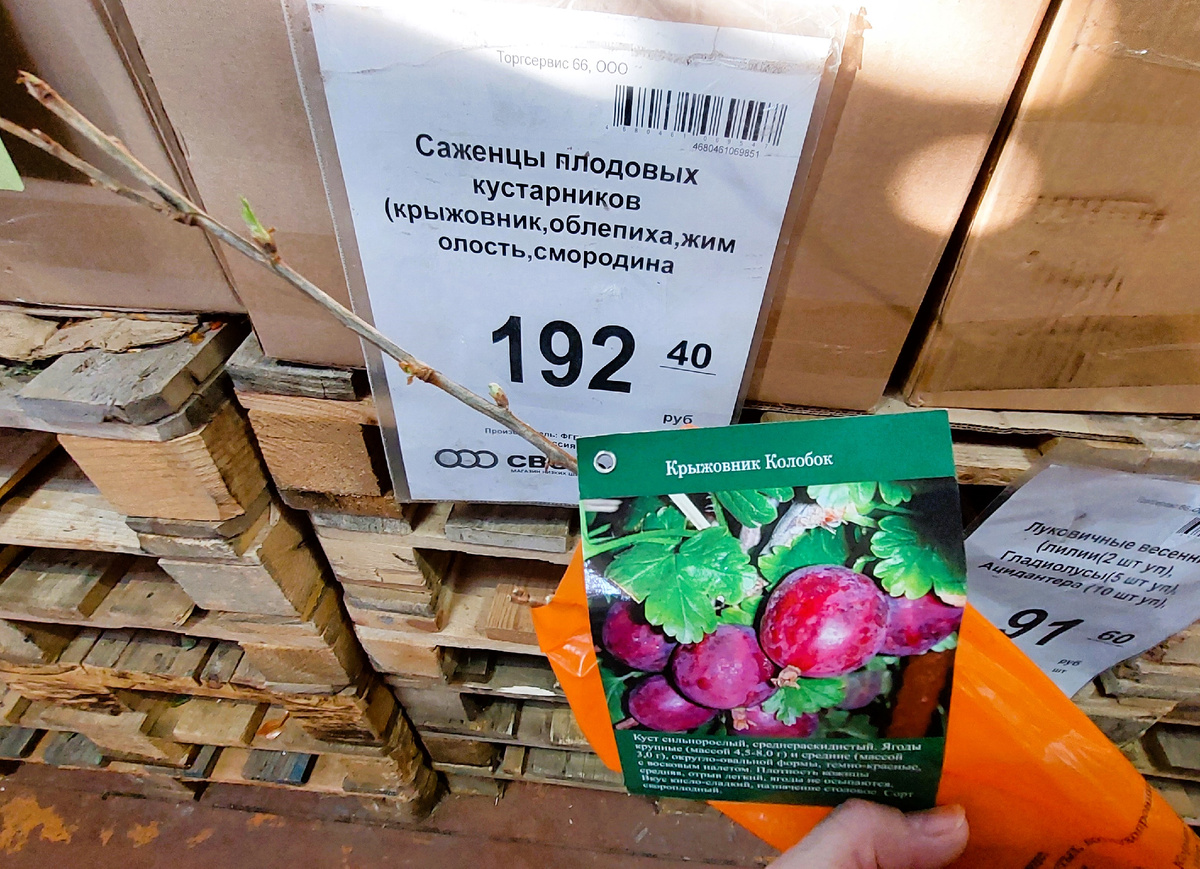 Торгсервис 66, ООО
4680461069851
Саженцы плодовых
кустарников
(крыжовник,облепиха,жим
олость,смородина
192 40
руб
Крыжовник Колобок
Куст сильнорослый, среднераскидистый. Ягоды
крупные (массой 4,5-8,0 г) и средние (массой
3,0 г), округло-овальной формы, темно-красные,
с восковым налетом. Плотность кожицы
средняя, отрыв легкий, ягоды не осыпаются.
Вкус кисло-сладкий, назначение столовое. Сорт
скороплодный.
Луковичные весенн
(лилии(2 шт уп),
Гладиолусы(5 шт уп),
Ацидантера (10 шт уп),
91 60
руб
шт